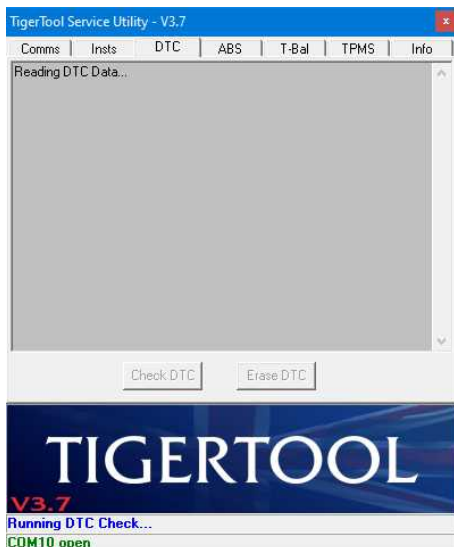 TigerTool Service Utility - V3.7
x
Comms Insts DTC ABS T-Bal TPMS Info
Reading DTC Data...
Check DTC Erase DTC
TIGERTOOL
V3.7
Running DTC Check...
COM10 open